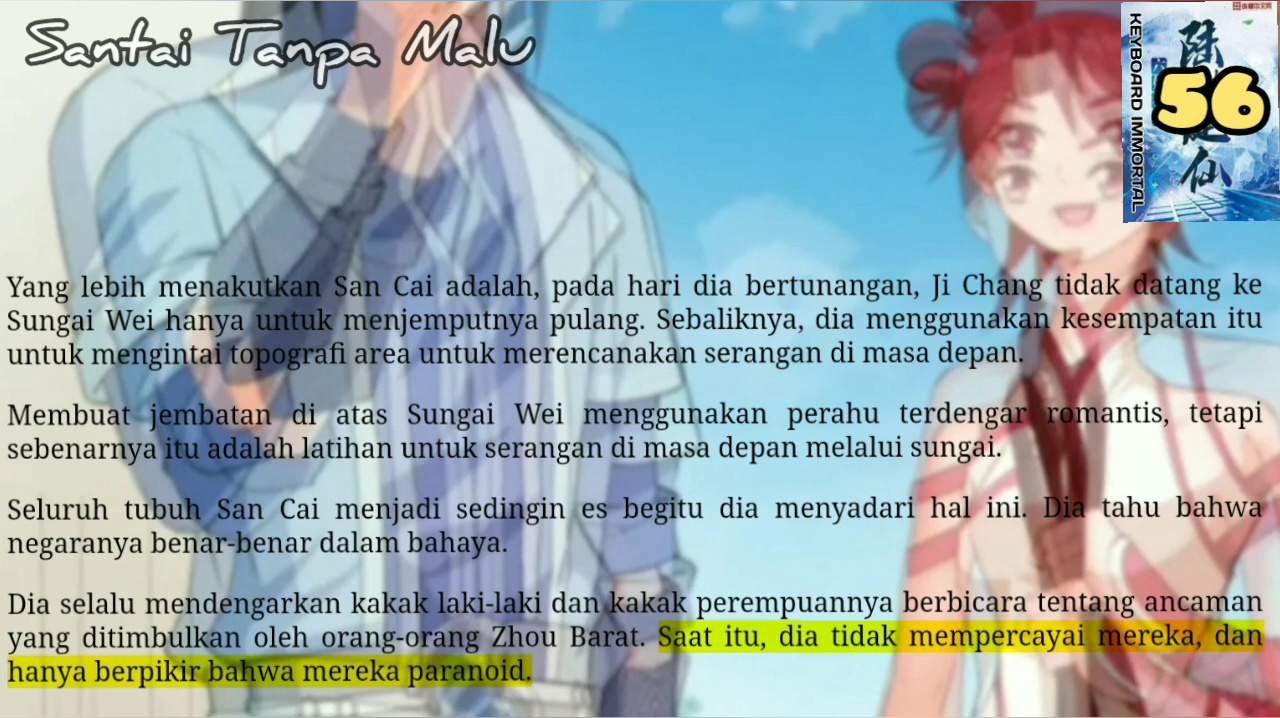 Santai Tanpa Malu
KEYBOARD IMMORTAL
56
Yang lebih menakutkan San Cai adalah, pada hari dia bertunangan, Ji Chang tidak datang ke
Sungai Wei hanya untuk menjemputnya pulang. Sebaliknya, dia menggunakan kesempatan itu
untuk mengintai topografi area untuk merencanakan serangan di masa depan.
Membuat jembatan di atas Sungai Wei menggunakan perahu terdengar romantis, tetapi
sebenarnya itu adalah latihan untuk serangan di masa depan melalui sungai.
Seluruh tubuh San Cai menjadi sedingin es begitu dia menyadari hal ini. Dia tahu bahwa
negaranya benar-benar dalam bahaya.
Dia selalu mendengarkan kakak laki-laki dan kakak perempuannya berbicara tentang ancaman
yang ditimbulkan oleh orang-orang Zhou Barat. Saat itu, dia tidak mempercayai mereka, dan
hanya berpikir bahwa mereka paranoid.